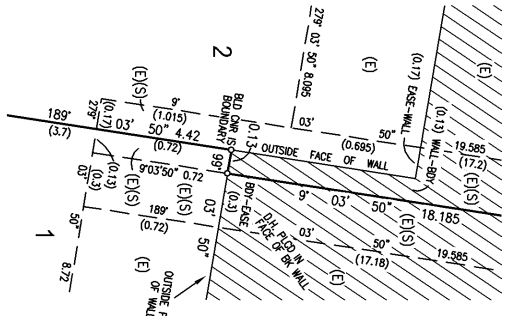 279° 03' 50" 8.095
(E)
(E)
(0.17) EASE-WALL
(0.13) WALL-BDY
2
(E)(S)
9°
(1.015)
03'
50"
(0.695)
19.585
(17.2)
(E)(S)
BLD CNR IS
BOUNDARY
0.13
OUTSIDE FACE OF WALL
189°
(3.7)
279°
(0.17)
03'
50"
4.42
(0.72)
99°
9°
03'
50"
18.185
(E)(S)
9°03'50" 0.72
(0.13)
(0.3)
03'
(E)(S)
(E)(S)
BDY-EASE
(0.3)
D.H. PLCD IN
FACE OF BK WALL
189°
(0.72)
03'
50"
03'
50"
(17.18)
19.585
(E)
(E)
1
50"
8.72
OUTSIDE
OF WALL